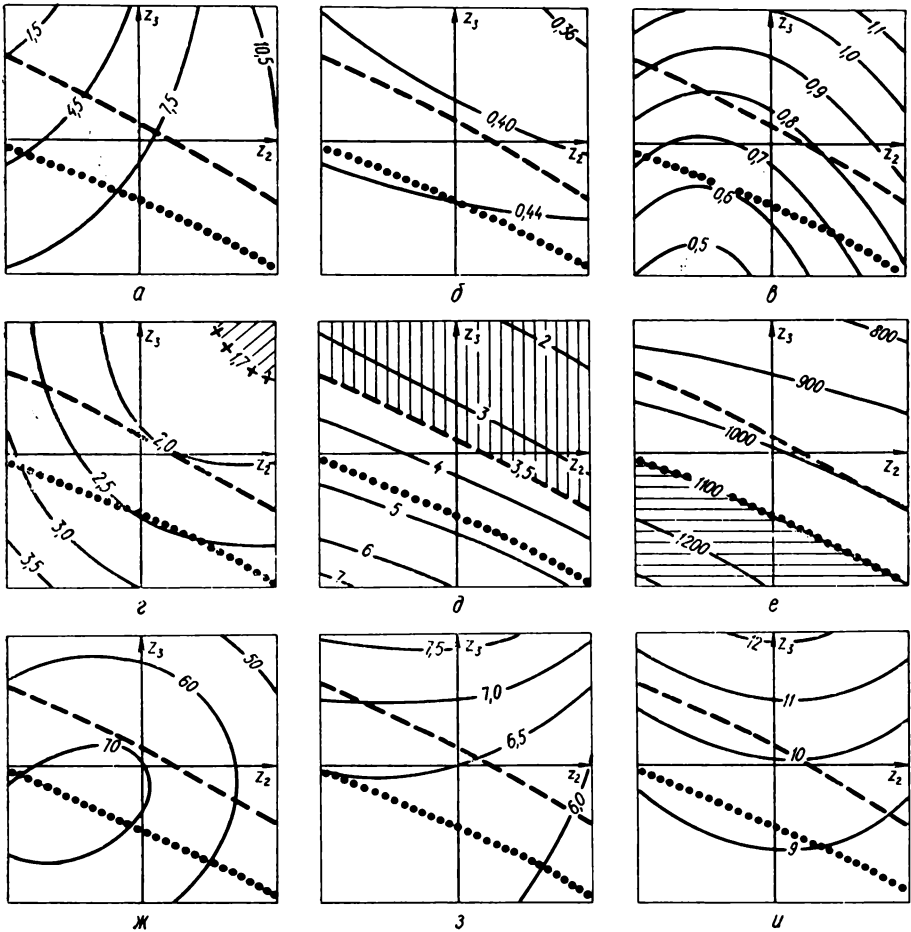 z₃
z₂
1,5
4,5
7,5
10,5
а
z₃
z₂
0,36
0,40
0,44
б
z₃
z₂
1,1
1,0
0,9
0,8
0,7
0,6
0,5
в
z₃
z₂
1,7
2,0
2,5
3,0
3,5
г
z₃
z₂
2
3
3,5
4
5
6
7
д
z₃
z₂
800
900
1000
1100
1200
е
z₃
z₂
50
60
70
ж
z₃
z₂
7,5
7,0
6,5
6,0
з
z₃
z₂
12
11
10
9
и